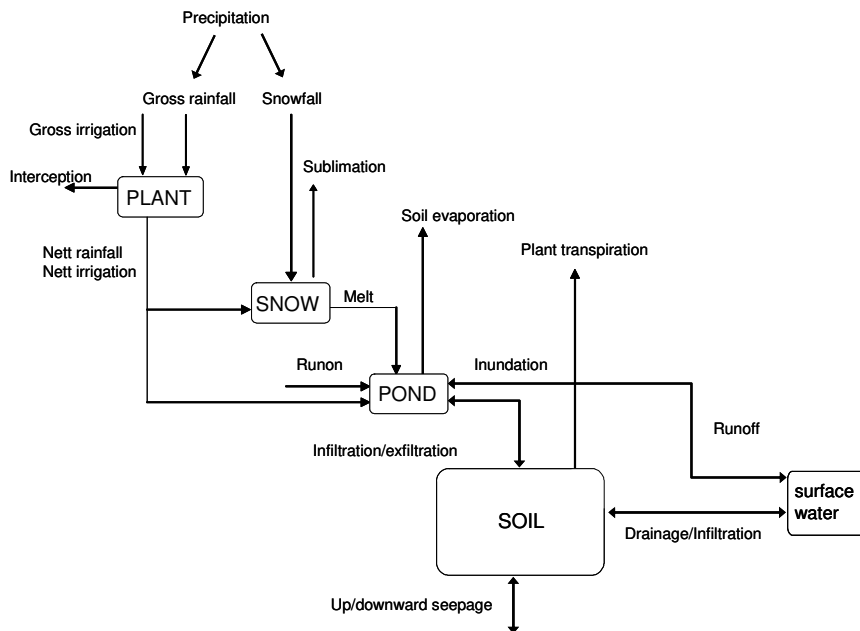 Precipitation
Gross rainfall
Snowfall
Gross irrigation
Interception
PLANT
Sublimation
Soil evaporation
Plant transpiration
Nett rainfall
Nett irrigation
SNOW
Melt
Runon
POND
Inundation
Runoff
Infiltration/exfiltration
SOIL
surface
water
Drainage/Infiltration
Up/downward seepage